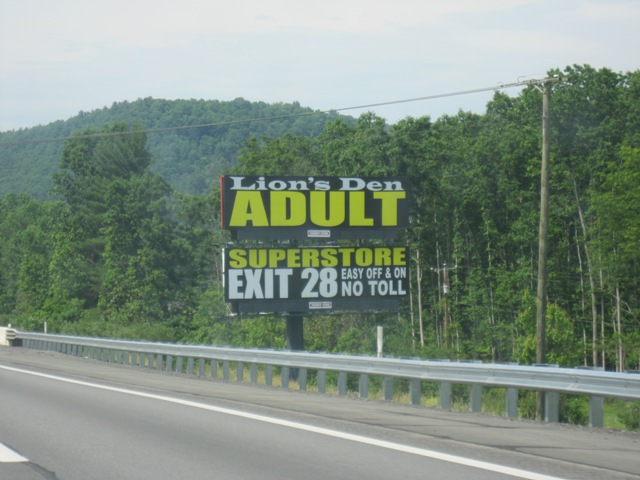 Lion's Den
ADULT
SUPERSTORE
EXIT 28 EASY OFF & ON
NO TOLL